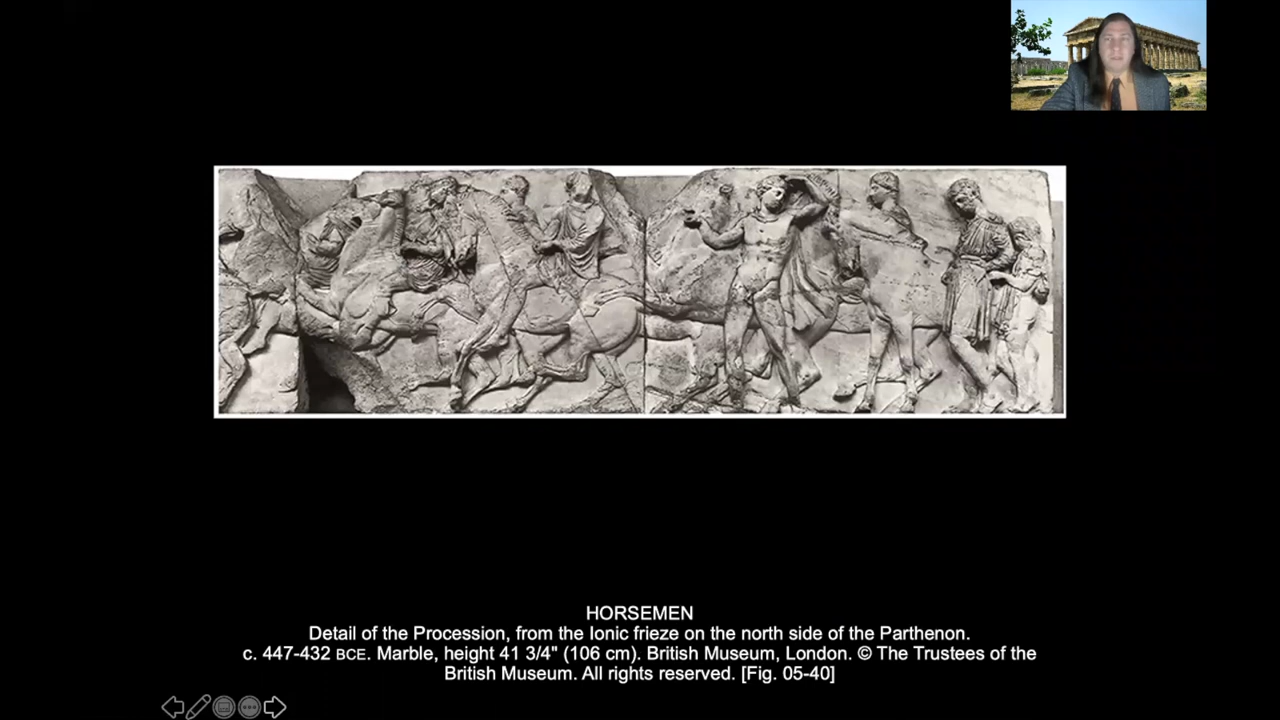 HORSEMEN
Detail of the Procession, from the Ionic frieze on the north side of the Parthenon.
c. 447-432 BCE. Marble, height 41 3/4" (106 cm). British Museum, London. © The Trustees of the
British Museum. All rights reserved. [Fig. 05-40]